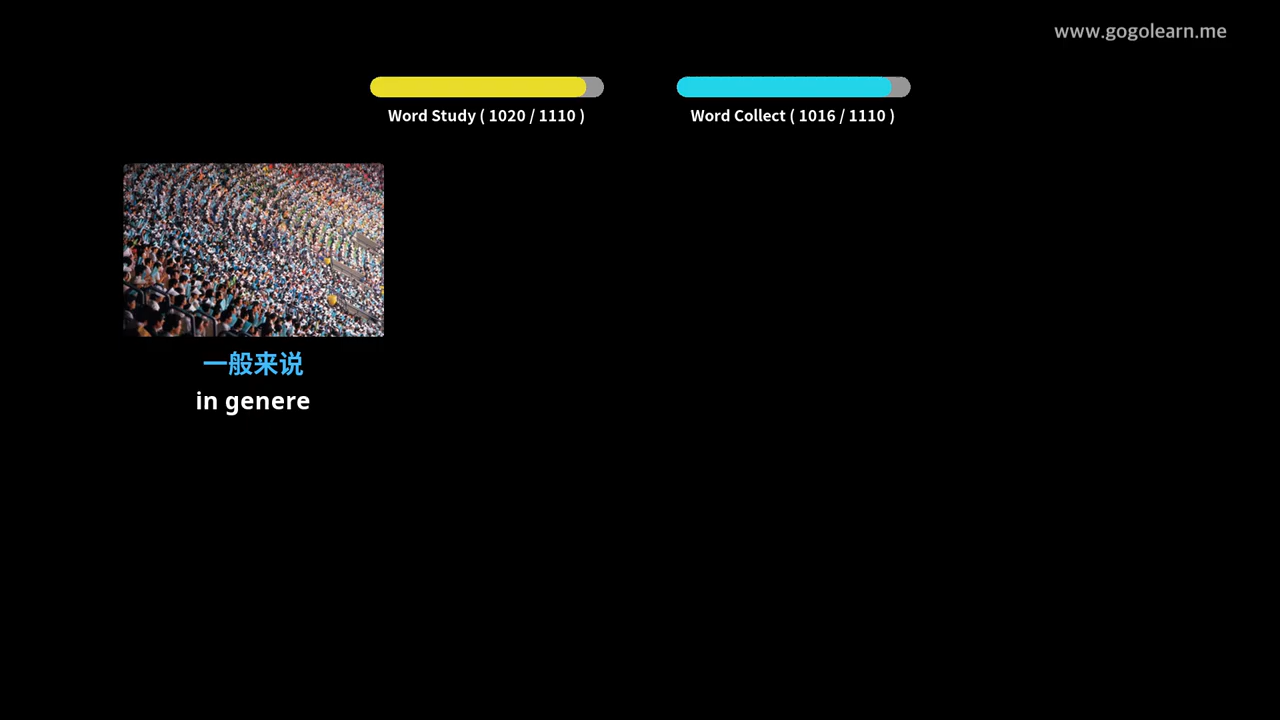 www.gogolearn.me
Word Study ( 1020 / 1110 )
Word Collect ( 1016 / 1110 )
一般来说
in genere